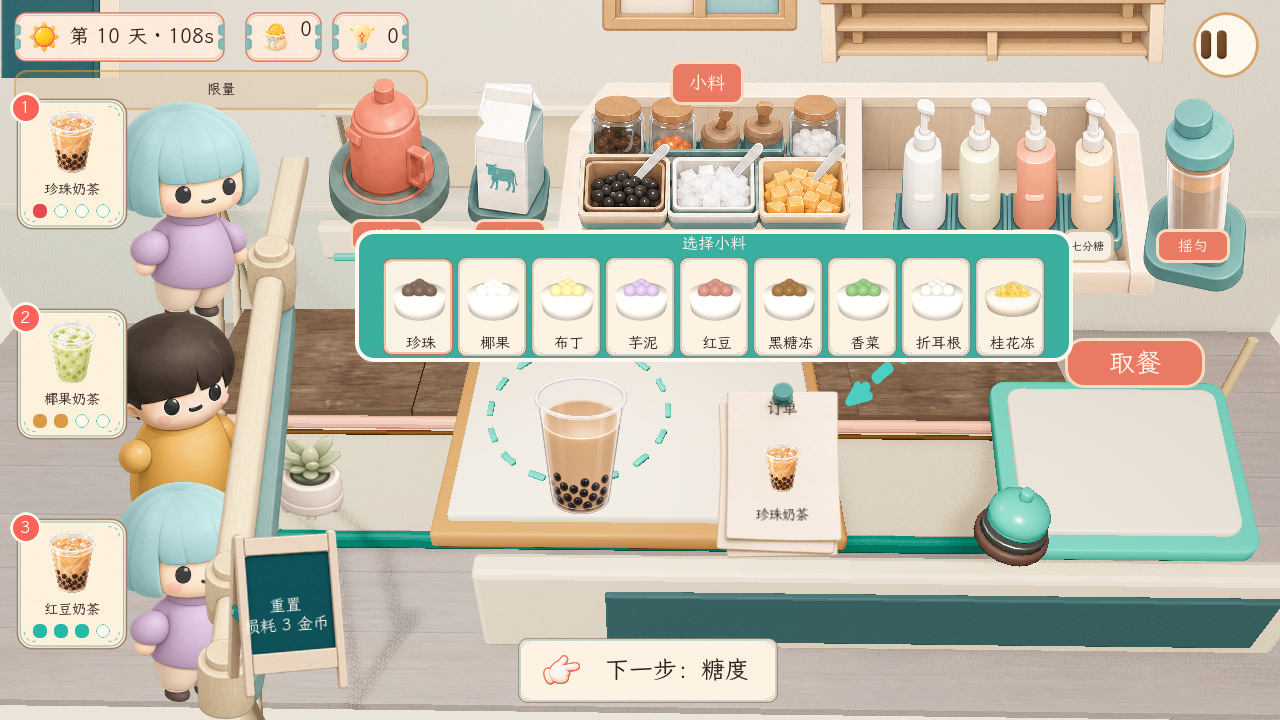 第 10 天·108s
0
0
限量
小料
1
珍珠奶茶
2
椰果奶茶
3
红豆奶茶
选择小料
珍珠
椰果
布丁
芋泥
红豆
黑糖冻
香菜
折耳根
桂花冻
七分糖
摇匀
取餐
订单
珍珠奶茶
重置
损耗 3 金币
下一步: 糖度